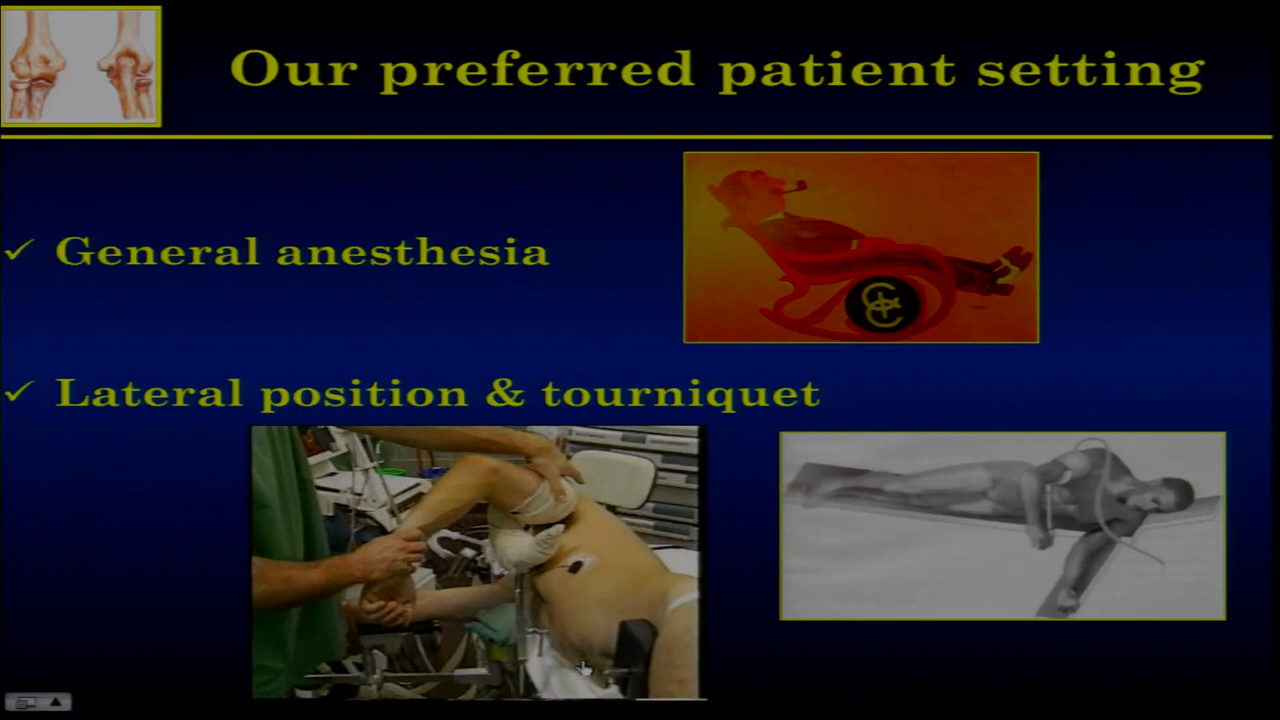 Our preferred patient setting
✓ General anesthesia
✓ Lateral position & tourniquet